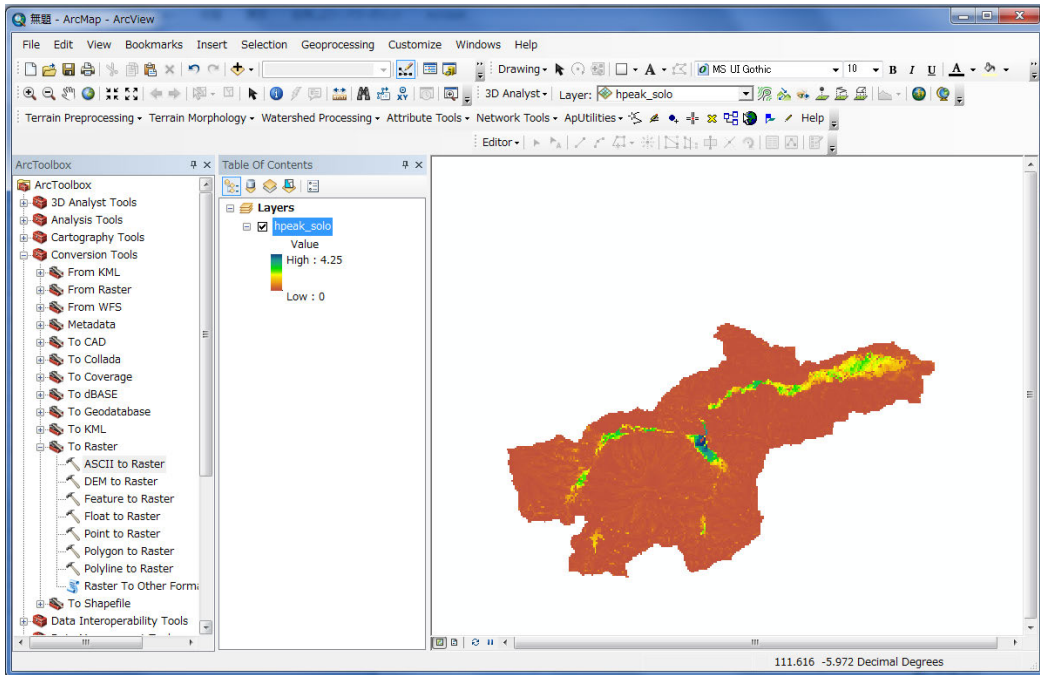 無題 - ArcMap - ArcView
File Edit View Bookmarks Insert Selection Geoprocessing Customize Windows Help
Drawing A MS UI Gothic 10 B I U A
3D Analyst Layer: hpeak_solo
Terrain Preprocessing Terrain Morphology Watershed Processing Attribute Tools Network Tools ApUtilities Help
Editor
ArcToolbox
ArcToolbox
3D Analyst Tools
Analysis Tools
Cartography Tools
Conversion Tools
From KML
From Raster
From WFS
Metadata
To CAD
To Collada
To Coverage
To dBASE
To Geodatabase
To KML
To Raster
ASCII to Raster
DEM to Raster
Feature to Raster
Float to Raster
Point to Raster
Polygon to Raster
Polyline to Raster
Raster To Other Forma
To Shapefile
Data Interoperability Tools
Table Of Contents
Layers
hpeak_solo
Value
High : 4.25
Low : 0
111.616 -5.972 Decimal Degrees